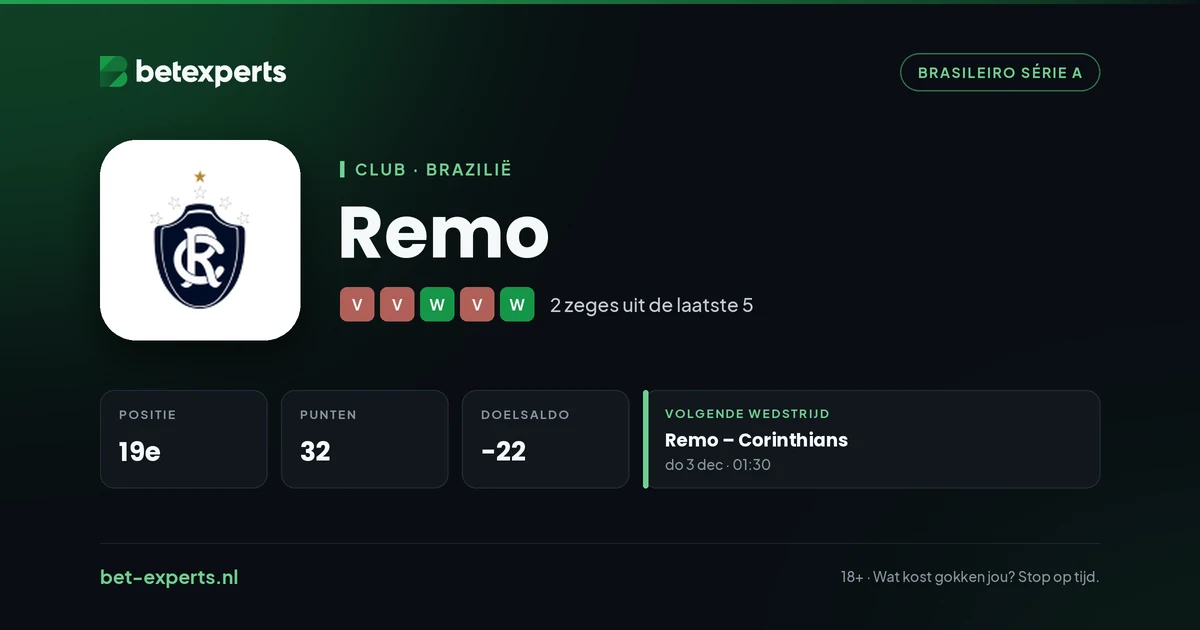 betexperts
BRASILEIRO SÉRIE A
CLUB · BRAZILIË
Remo
V V W V W 2 zeges uit de laatste 5
POSITIE
19e
PUNTEN
32
DOELSALDO
-22
VOLGENDE WEDSTRIJD
Remo – Corinthians
do 3 dec · 01:30
bet-experts.nl
18+ · Wat kost gokken jou? Stop op tijd.